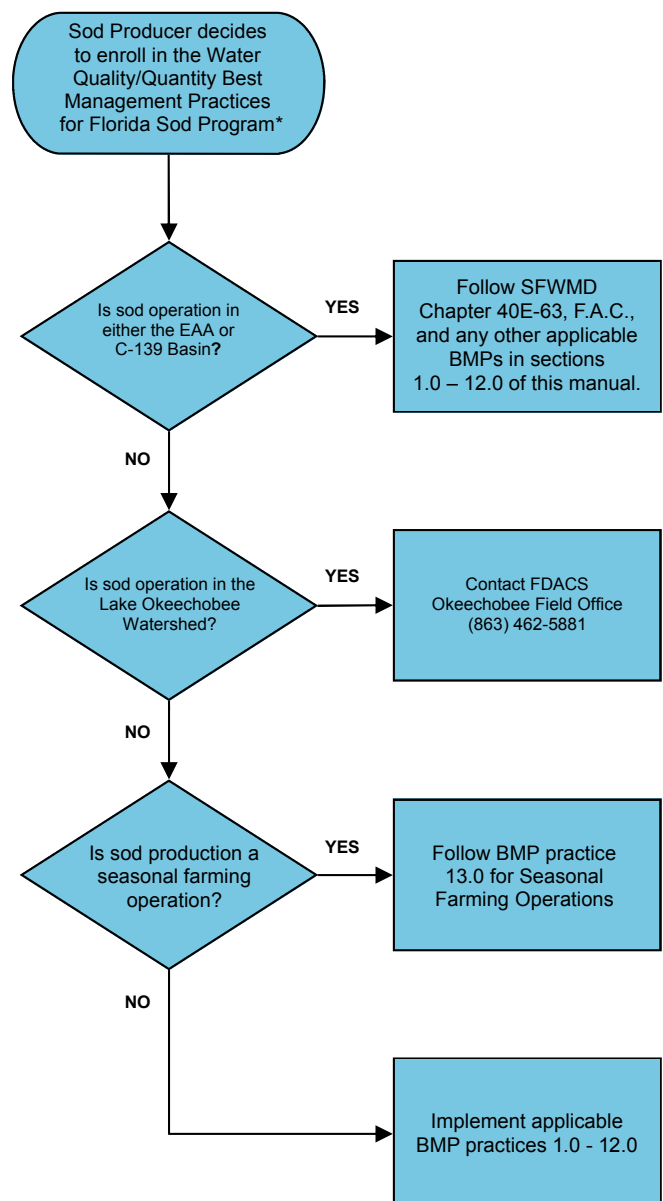 Sod Producer decides
to enroll in the Water
Quality/Quantity Best
Management Practices
for Florida Sod Program*
Is sod operation in
either the EAA or
C-139 Basin?
YES
Follow SFWMD
Chapter 40E-63, F.A.C.,
and any other applicable
BMPs in sections
1.0 – 12.0 of this manual.
NO
Is sod operation in the
Lake Okeechobee
Watershed?
YES
Contact FDACS
Okeechobee Field Office
(863) 462-5881
NO
Is sod production a
seasonal farming
operation?
YES
Follow BMP practice
13.0 for Seasonal
Farming Operations
NO
Implement applicable
BMP practices 1.0 - 12.0